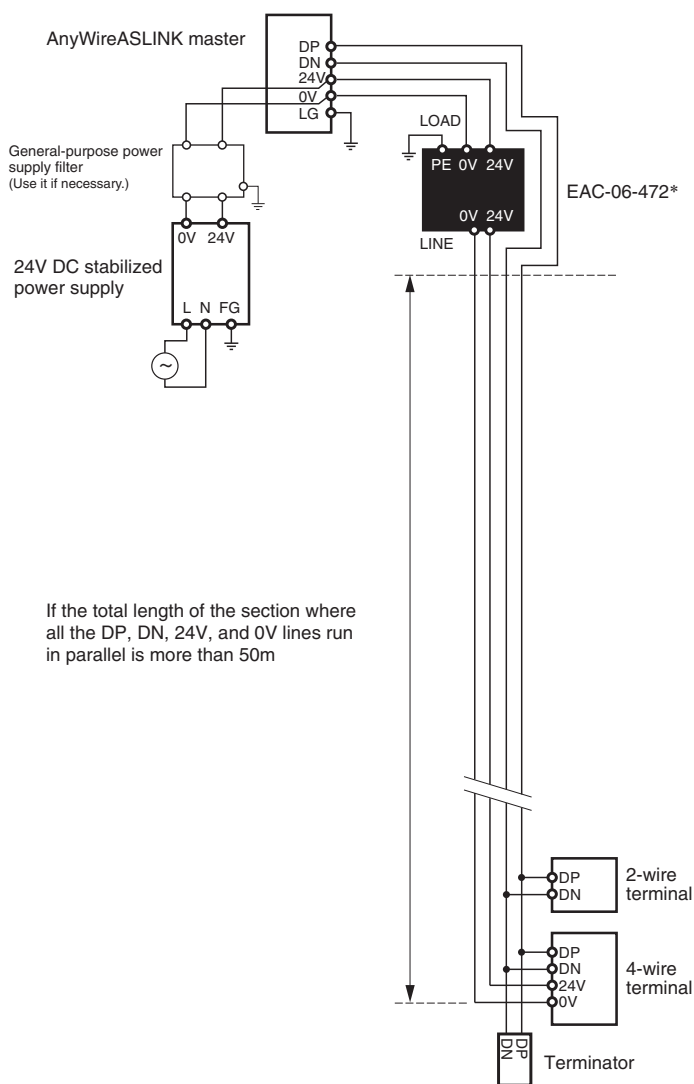 AnyWireASLINK master
DP
DN
24V
0V
LG
LOAD
PE 0V 24V
EAC-06-472*
0V 24V
LINE
General-purpose power
supply filter
(Use it if necessary.)
0V 24V
24V DC stabilized
power supply
L N FG
~
If the total length of the section where
all the DP, DN, 24V, and 0V lines run
in parallel is more than 50m
DP
DN
2-wire
terminal
DP
DN
24V
0V
4-wire
terminal
DN
DP
Terminator